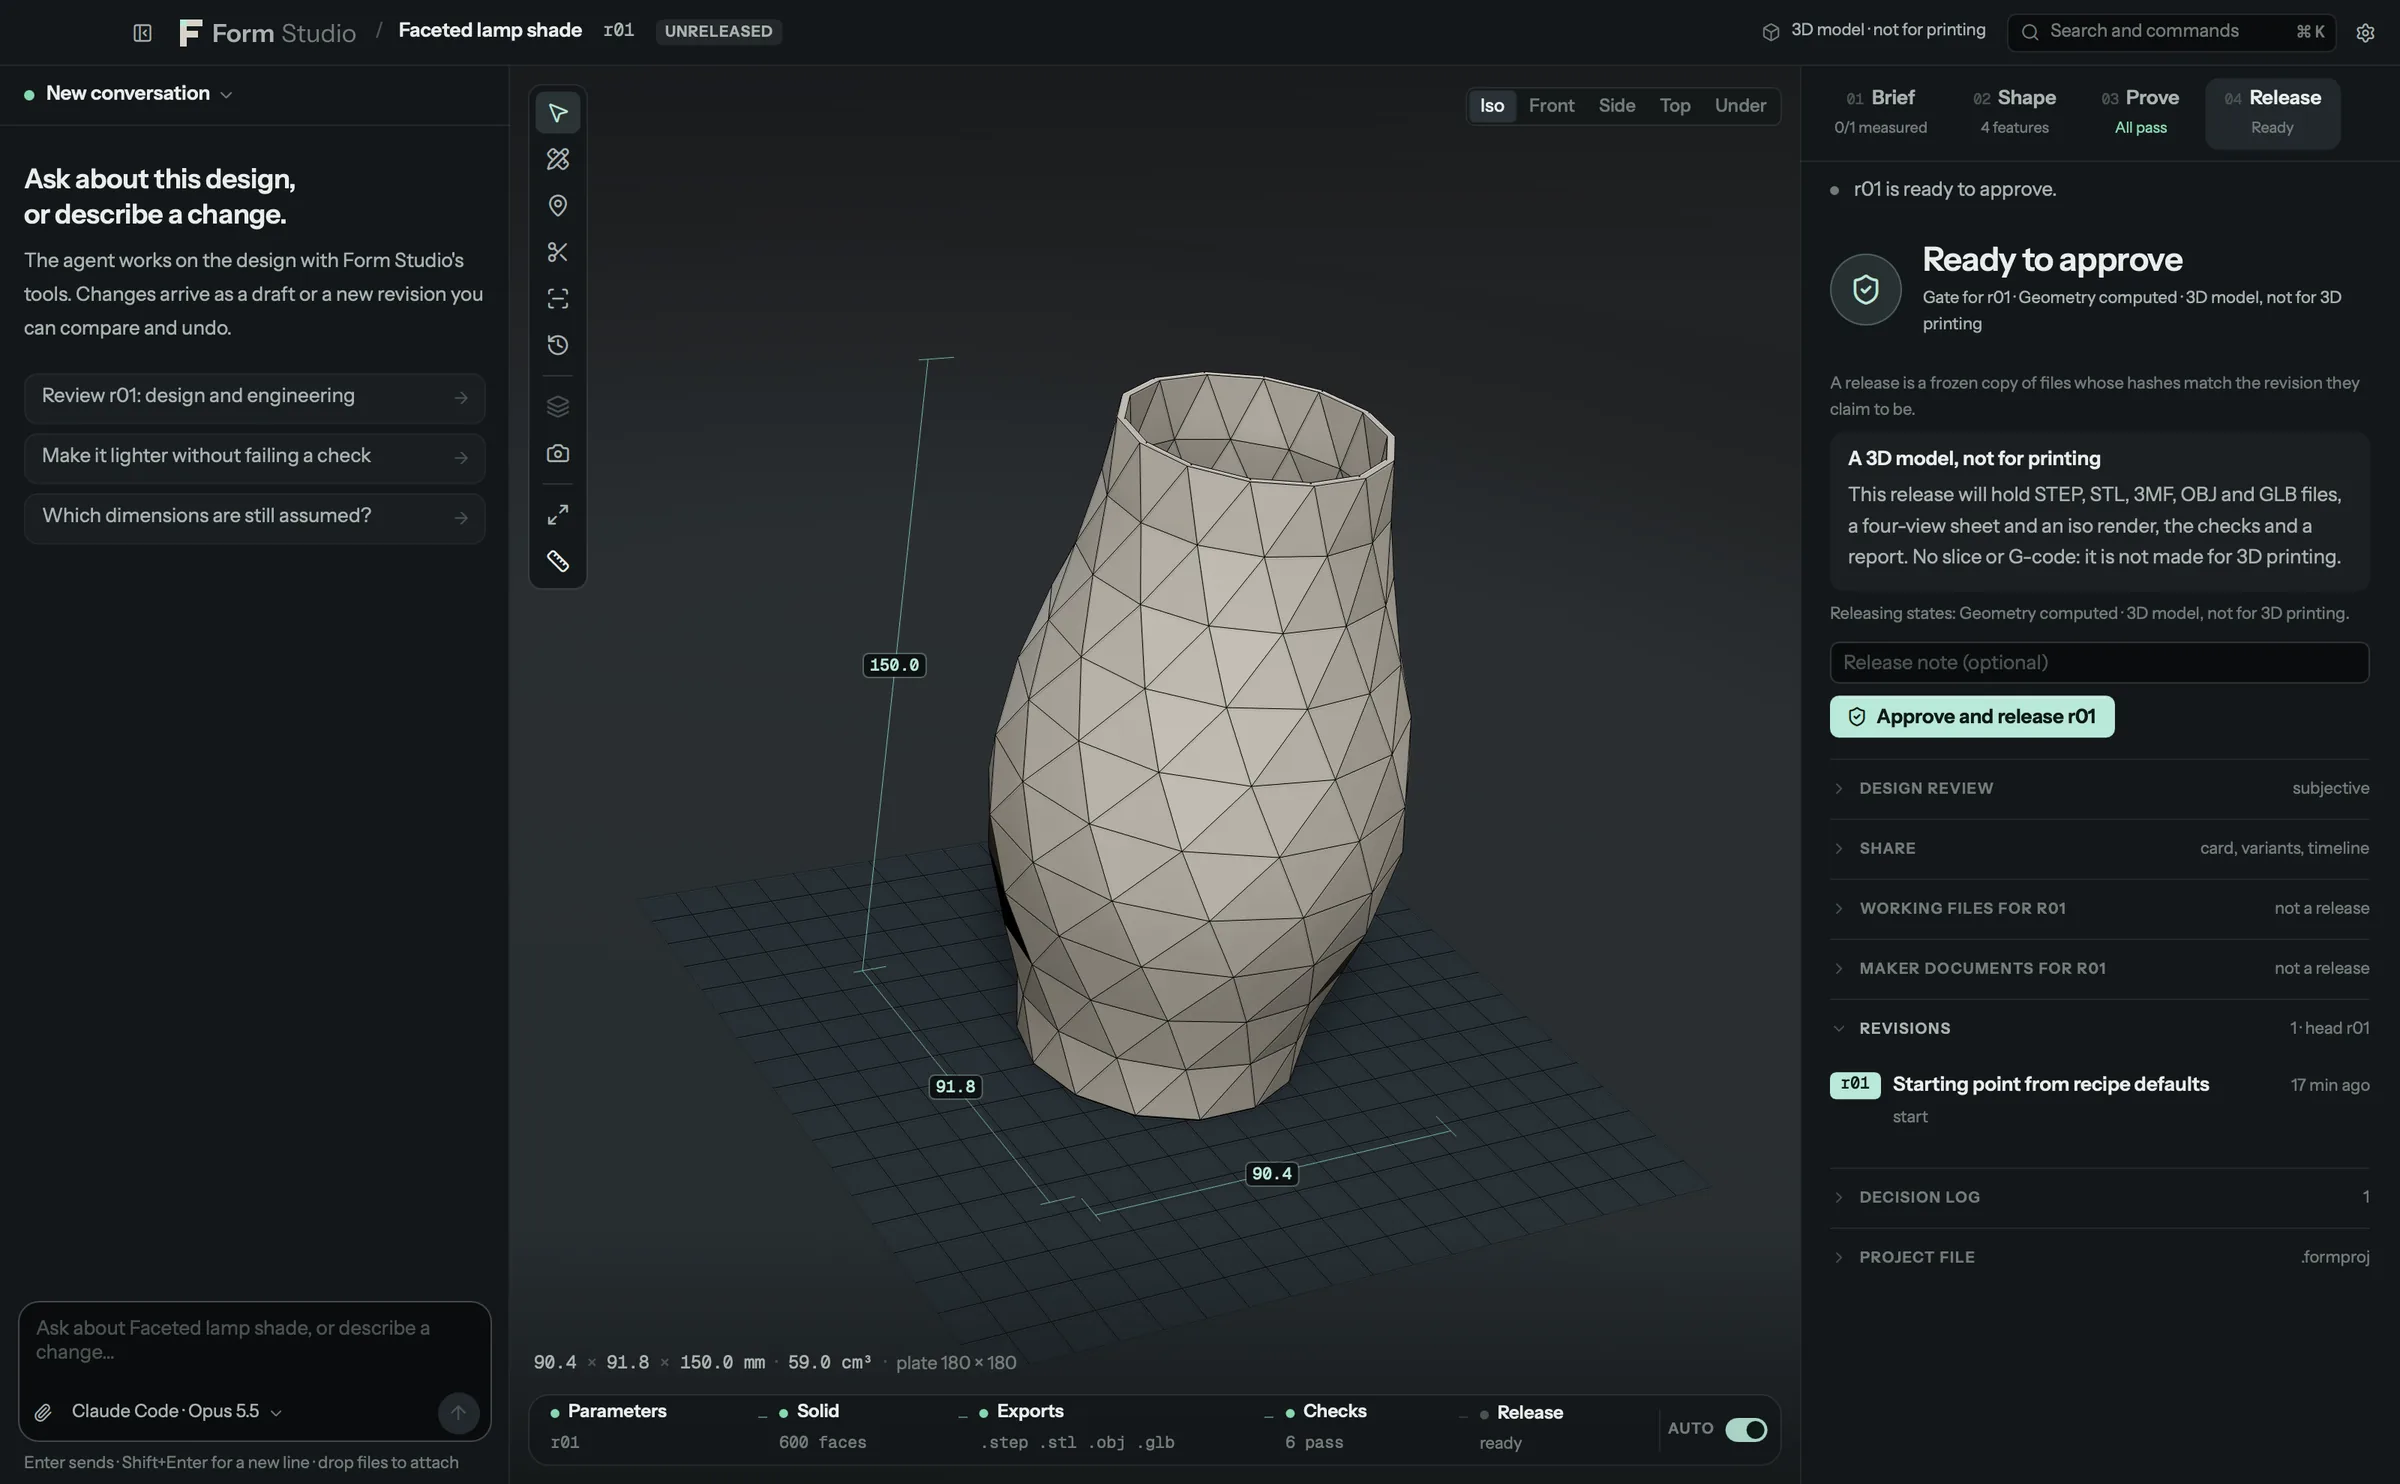 Form Studio / Faceted lamp shade r01 UNRELEASED
3D model · not for printing
Search and commands ⌘ K
New conversation
Ask about this design,
or describe a change.
The agent works on the design with Form Studio's
tools. Changes arrive as a draft or a new revision you
can compare and undo.
Review r01: design and engineering
Make it lighter without failing a check
Which dimensions are still assumed?
Ask about Faceted lamp shade, or describe a
change...
Claude Code · Opus 5.5
Enter sends · Shift+Enter for a new line · drop files to attach
Iso Front Side Top Under
150.0
91.8
90.4
90.4 × 91.8 × 150.0 mm · 59.0 cm³ · plate 180 × 180
Parameters
r01
Solid
600 faces
Exports
.step .stl .obj .glb
Checks
6 pass
Release
ready
AUTO
01 Brief
0/1 measured
02 Shape
4 features
03 Prove
All pass
04 Release
Ready
r01 is ready to approve.
Ready to approve
Gate for r01 · Geometry computed · 3D model, not for 3D
printing
A release is a frozen copy of files whose hashes match the revision they
claim to be.
A 3D model, not for printing
This release will hold STEP, STL, 3MF, OBJ and GLB files,
a four-view sheet and an iso render, the checks and a
report. No slice or G-code: it is not made for 3D printing.
Releasing states: Geometry computed · 3D model, not for 3D printing.
Release note (optional)
Approve and release r01
DESIGN REVIEW subjective
SHARE card, variants, timeline
WORKING FILES FOR R01 not a release
MAKER DOCUMENTS FOR R01 not a release
REVISIONS 1 · head r01
r01 Starting point from recipe defaults 17 min ago
start
DECISION LOG 1
PROJECT FILE .formproj